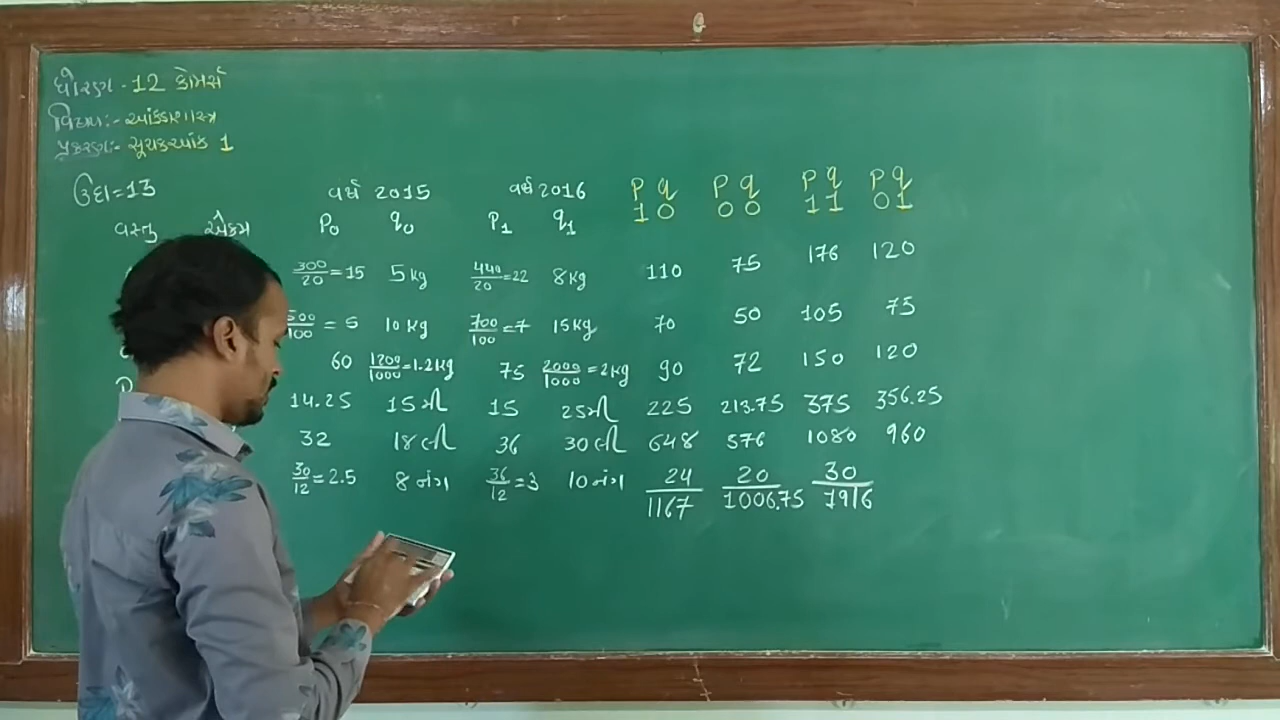 ધોરણ - 12 કોમર્સ
વિષય:- આંકડાશાસ્ત્ર
પ્રકરણ:- સૂચકઆંક 1
ઉદા=13 વર્ષ 2015 વર્ષ 2016 P1q0 P0q0 P1q1 P0q1
વસ્તુ એકમ P0 q0 P1 q1
300/20 = 15 5 kg 440/20 = 22 8 kg 110 75 176 120
500/100 = 5 10 kg 700/100 = 7 15 kg 70 50 105 75
60 1200/1000 = 1.2 kg 75 2000/1000 = 2 kg 90 72 150 120
14.25 15 મી 15 25 મી 225 213.75 375 356.25
32 18 લી 36 30 લી 648 576 1080 960
30/12 = 2.5 8 નંગ 36/12 = 3 10 નંગ 24 20 30
1167 1006.75 1916